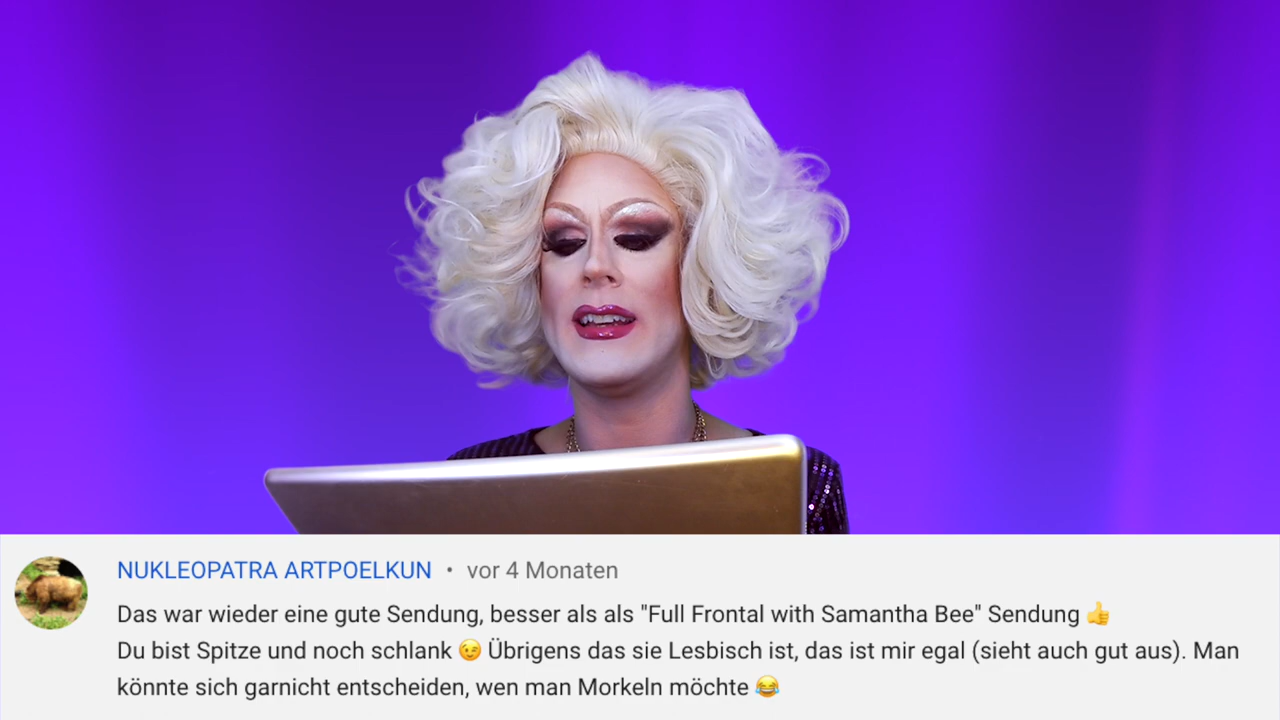 NUKLEOPATRA ARTPOELKUN • vor 4 Monaten
Das war wieder eine gute Sendung, besser als als "Full Frontal with Samantha Bee" Sendung 👍
Du bist Spitze und noch schlank 😉 Übrigens das sie Lesbisch ist, das ist mir egal (sieht auch gut aus). Man
könnte sich garnicht entscheiden, wen man Morkeln möchte 😂